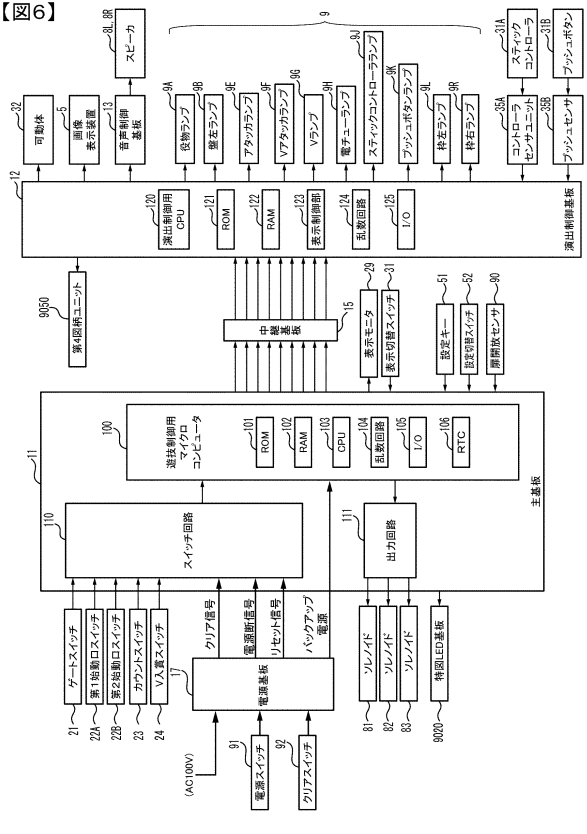 【図6】
21
ゲートスイッチ
22A
第1始動口スイッチ
22B
第2始動口スイッチ
23
カウントスイッチ
24
V入賞スイッチ
(AC100V)
91
電源スイッチ
92
クリアスイッチ
17
電源基板
クリア信号
電源断信号
リセット信号
バックアップ
電源
11
主基板
110
スイッチ回路
100
遊技制御用
マイクロ
コンピュータ
101
ROM
102
RAM
103
CPU
104
乱数回路
105
I/O
106
RTC
111
出力回路
81
ソレノイド
82
ソレノイド
83
ソレノイド
9020
特図LED基板
9050
第4図柄ユニット
中継基板
15
29
表示モニタ
31
表示切替スイッチ
51
設定キー
52
設定切替スイッチ
90
扉開放センサ
12
演出制御基板
120
演出制御用
CPU
121
ROM
122
RAM
123
表示制御部
124
乱数回路
125
I/O
32
可動体
5
画像
表示装置
13
音声制御
基板
8L, 8R
スピーカ
9
9A
役物ランプ
9B
盤左ランプ
9E
アタッカランプ
9F
Vアタッカランプ
9G
Vランプ
9H
電チューランプ
9J
スティックコントローラランプ
9K
プッシュボタンランプ
9L
枠左ランプ
9R
枠右ランプ
35A
コントローラ
センサユニット
31A
スティック
コントローラ
35B
プッシュセンサ
31B
プッシュボタン